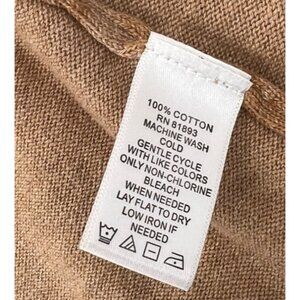 100% COTTON
RN 81893
MACHINE WASH
COLD
GENTLE CYCLE
WITH LIKE COLORS
ONLY NON-CHLORINE
BLEACH
WHEN NEEDED
LAY FLAT TO DRY
LOW IRON IF
NEEDED